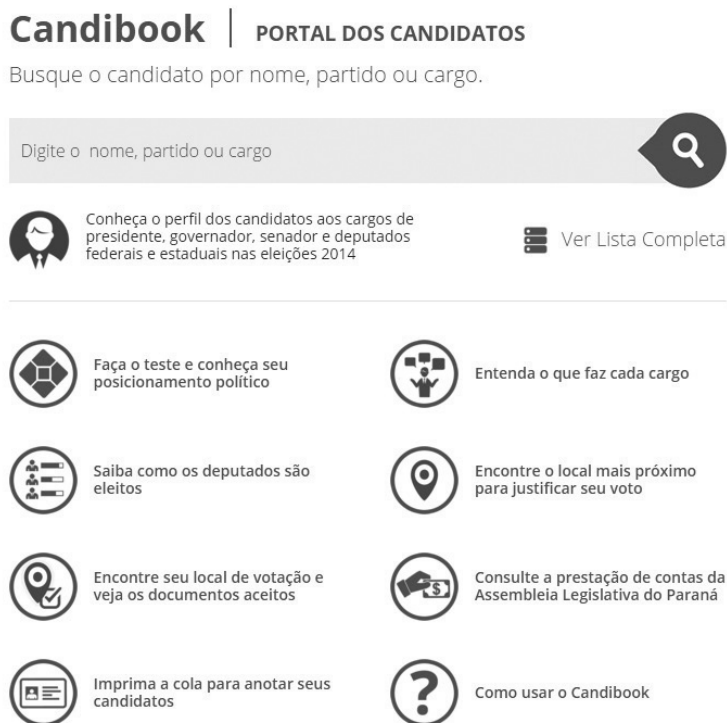 Candibook | PORTAL DOS CANDIDATOS
Busque o candidato por nome, partido ou cargo.
Digite o nome, partido ou cargo
Conheça o perfil dos candidatos aos cargos de
presidente, governador, senador e deputados
federais e estaduais nas eleições 2014
Ver Lista Completa
Faça o teste e conheça seu
posicionamento político
Entenda o que faz cada cargo
Saiba como os deputados são
eleitos
Encontre o local mais próximo
para justificar seu voto
Encontre seu local de votação e
veja os documentos aceitos
Consulte a prestação de contas da
Assembleia Legislativa do Paraná
Imprima a cola para anotar seus
candidatos
Como usar o Candibook